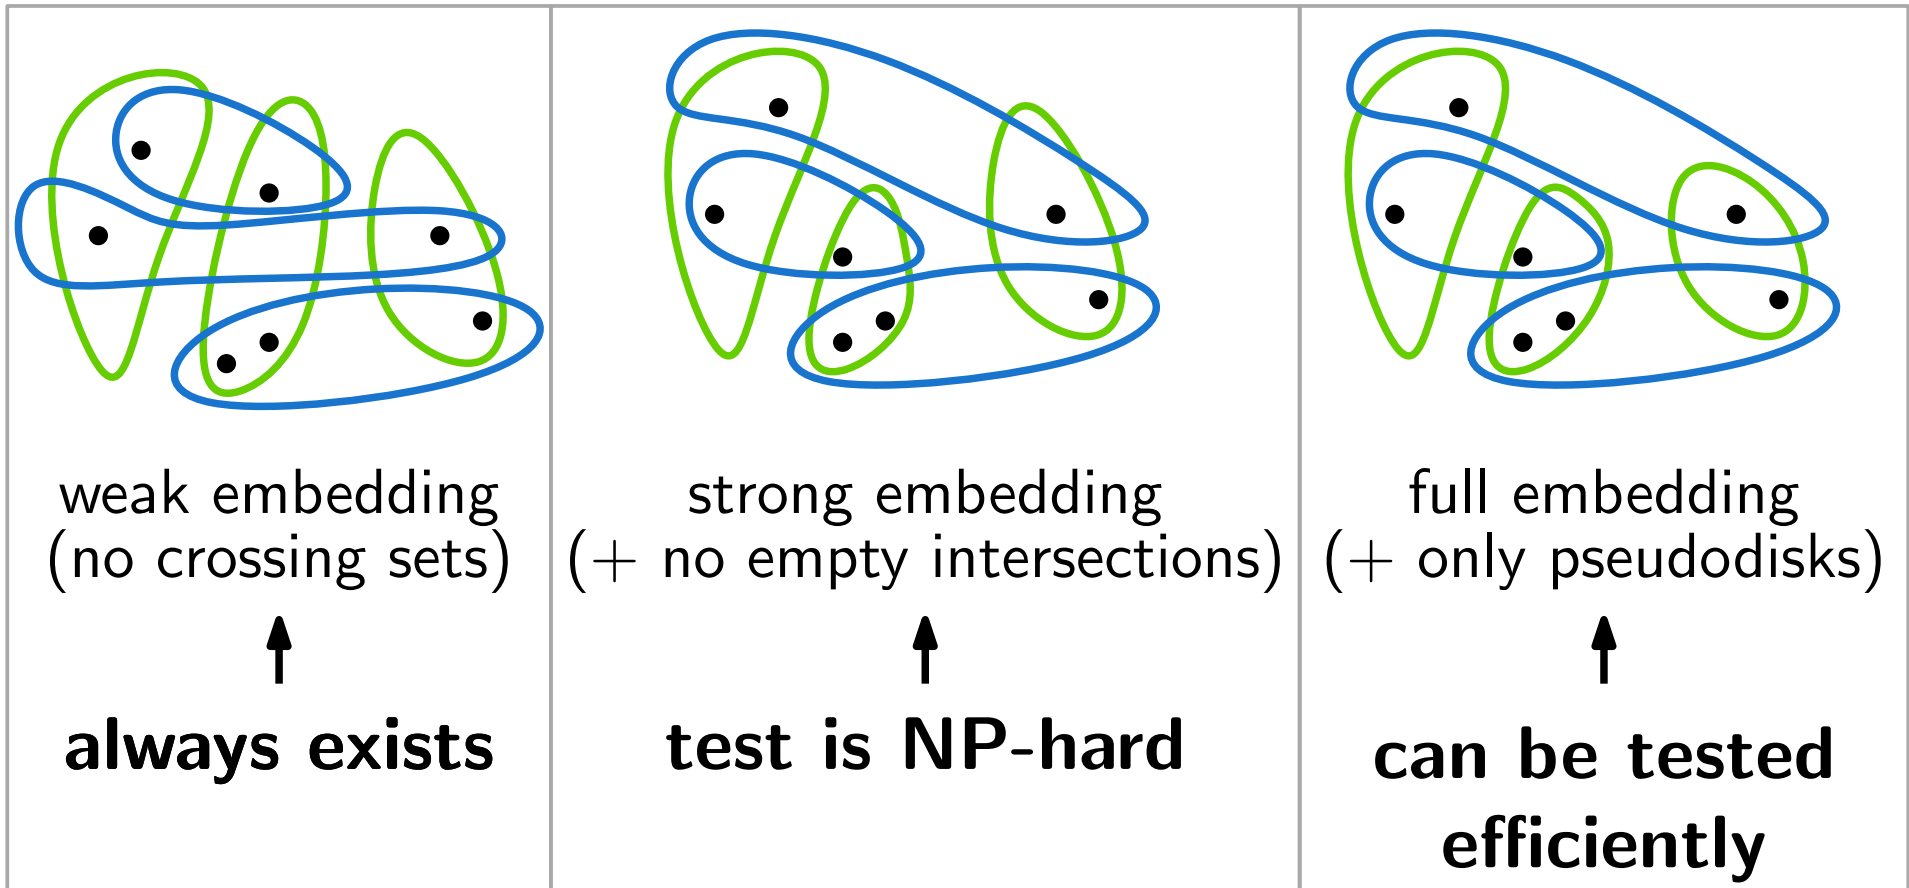 weak embedding
(no crossing sets)
always exists
strong embedding
(+ no empty intersections)
test is NP-hard
full embedding
(+ only pseudodisks)
can be tested
efficiently